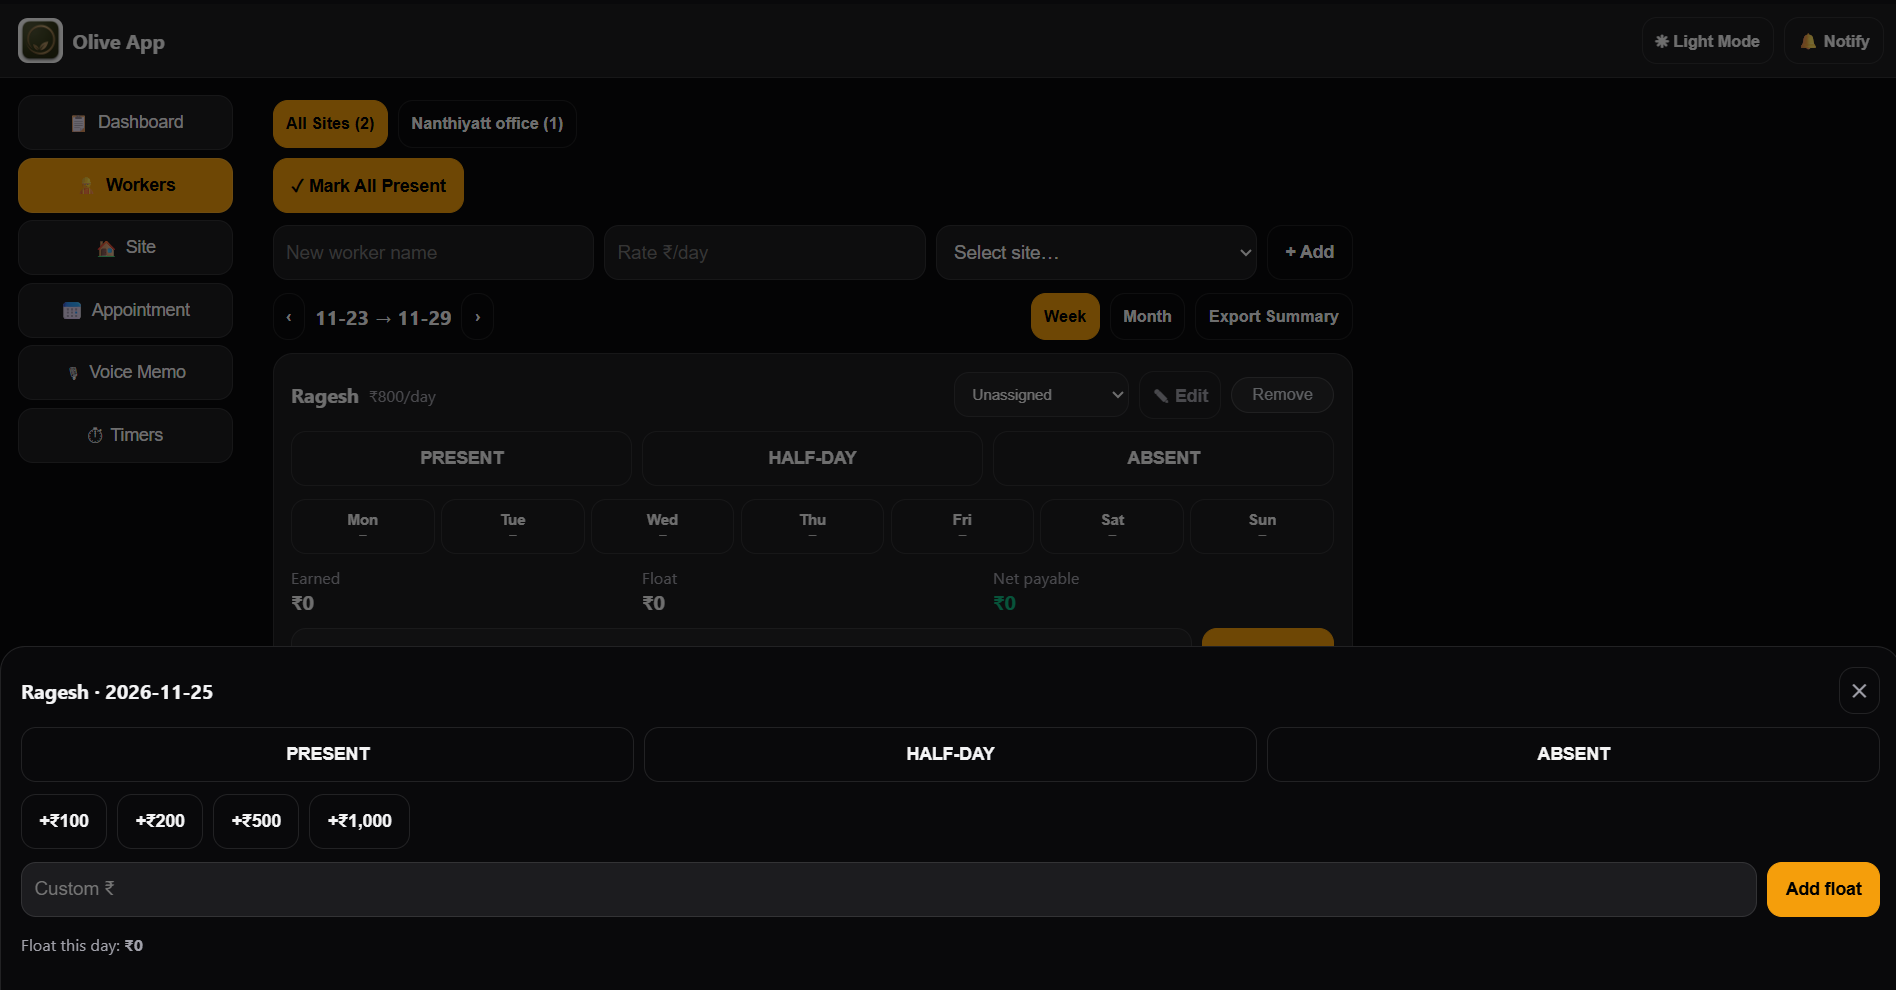 Olive App
Light Mode
Notify
Dashboard
Workers
Site
Appointment
Voice Memo
Timers
All Sites (2)
Nanthiyatt office (1)
✓ Mark All Present
New worker name
Rate ₹/day
Select site…
+ Add
‹ 11-23 → 11-29 ›
Week
Month
Export Summary
Ragesh ₹800/day
Unassigned
Edit
Remove
PRESENT
HALF-DAY
ABSENT
Mon
–
Tue
–
Wed
–
Thu
–
Fri
–
Sat
–
Sun
–
Earned
₹0
Float
₹0
Net payable
₹0
Ragesh · 2026-11-25
PRESENT
HALF-DAY
ABSENT
+₹100
+₹200
+₹500
+₹1,000
Custom ₹
Add float
Float this day: ₹0